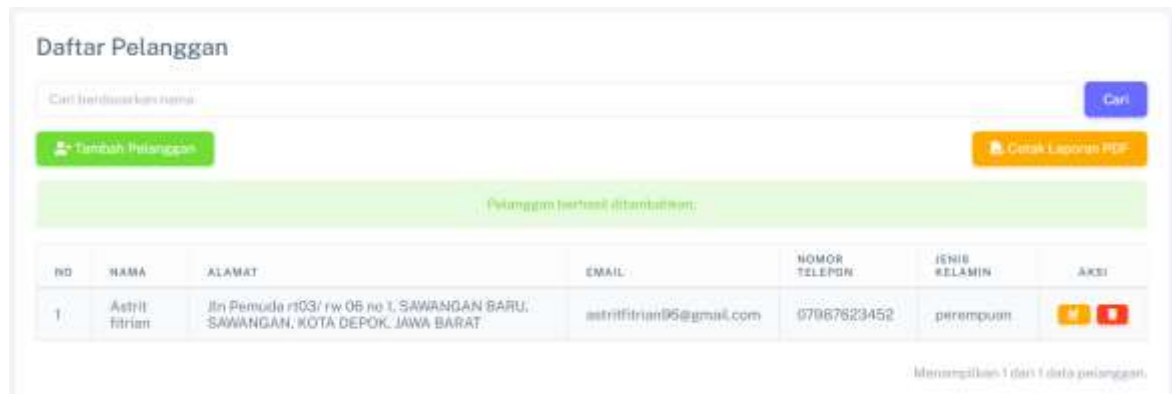 Daftar Pelanggan
Cari berdasarkan nama
Cari
Tambah Pelanggan
Cetak Laporan PDF
Pelanggan berhasil ditambahkan.
NO NAMA ALAMAT EMAIL NOMOR TELEPON JENIS KELAMIN AKSI
1 Astrit fitrian Jln Pemuda rt03/ rw 06 no 1, SAWANGAN BARU, SAWANGAN, KOTA DEPOK, JAWA BARAT astritfitrian96@gmail.com 07987623452 perempuan
Menampilkan 1 dari 1 data pelanggan.